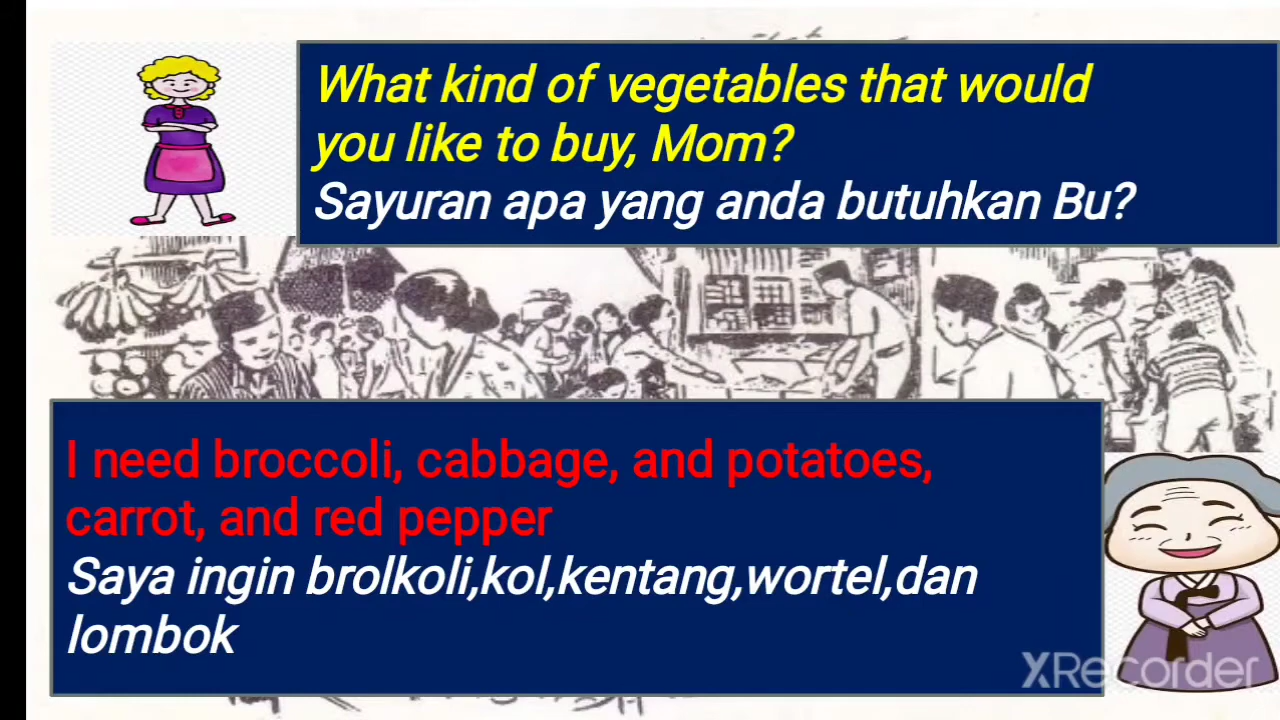 What kind of vegetables that would
you like to buy, Mom?
Sayuran apa yang anda butuhkan Bu?
I need broccoli, cabbage, and potatoes,
carrot, and red pepper
Saya ingin brolkoli,kol,kentang,wortel,dan
lombok
XRecorder